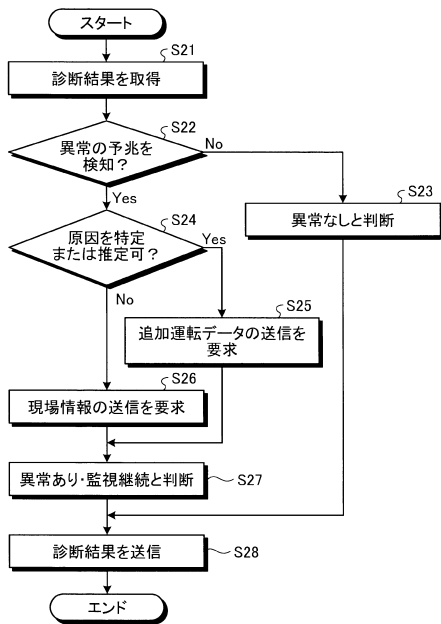 スタート
S21
診断結果を取得
S22
異常の予兆を
検知？
No
Yes
S23
異常なしと判断
S24
原因を特定
または推定可？
Yes
No
S25
追加運転データの送信を
要求
S26
現場情報の送信を要求
異常あり・監視継続と判断
S27
診断結果を送信
S28
エンド